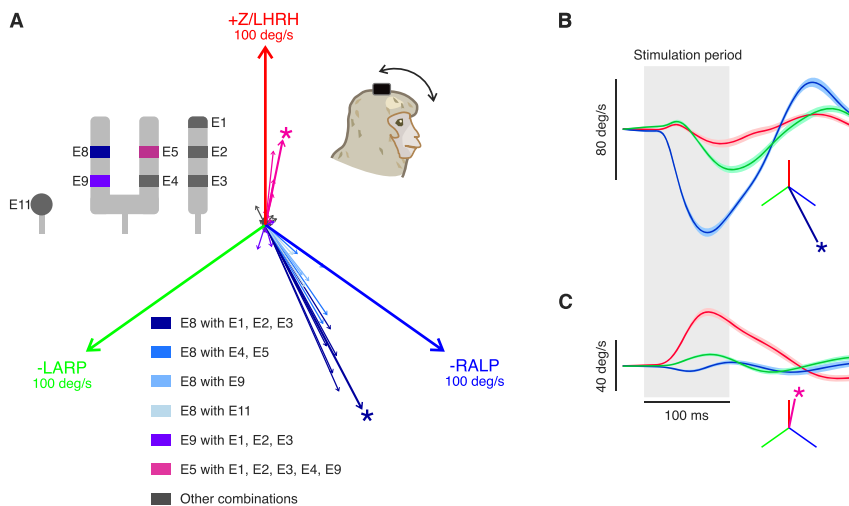 A
+Z/LHRH
100 deg/s
*
E1
E8
E5
E2
E9
E4
E3
E11
-LARP
100 deg/s
-RALP
100 deg/s
*
E8 with E1, E2, E3
E8 with E4, E5
E8 with E9
E8 with E11
E9 with E1, E2, E3
E5 with E1, E2, E3, E4, E9
Other combinations
B
Stimulation period
80 deg/s
*
C
40 deg/s
*
100 ms